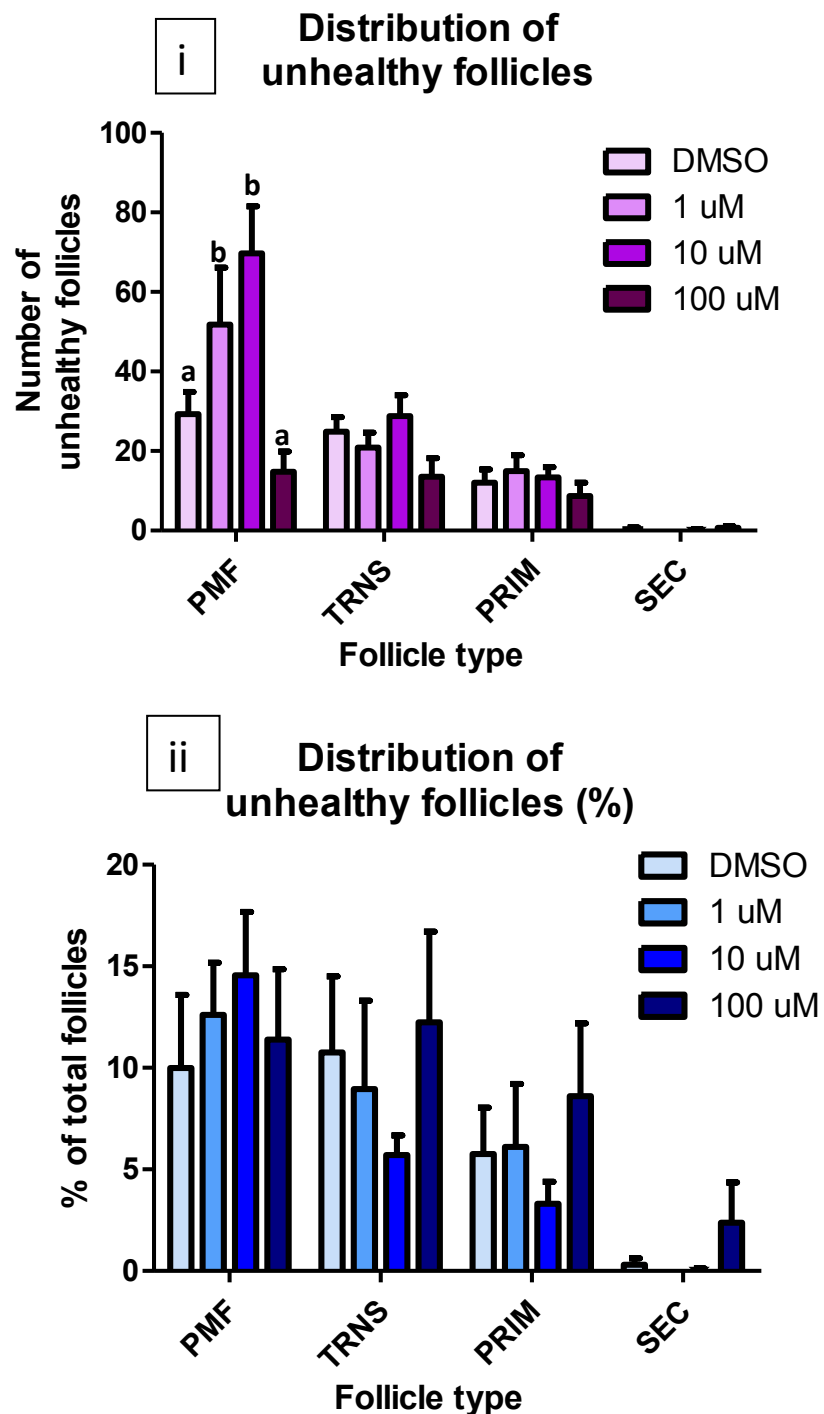 i
Distribution of
unhealthy follicles
100
80
60
40
20
0
Number of
unhealthy follicles
a
b
b
a
DMSO
1 uM
10 uM
100 uM
PMF
TRNS
PRIM
SEC
Follicle type
ii
Distribution of
unhealthy follicles (%)
20
15
10
5
0
% of total follicles
DMSO
1 uM
10 uM
100 uM
PMF
TRNS
PRIM
SEC
Follicle type